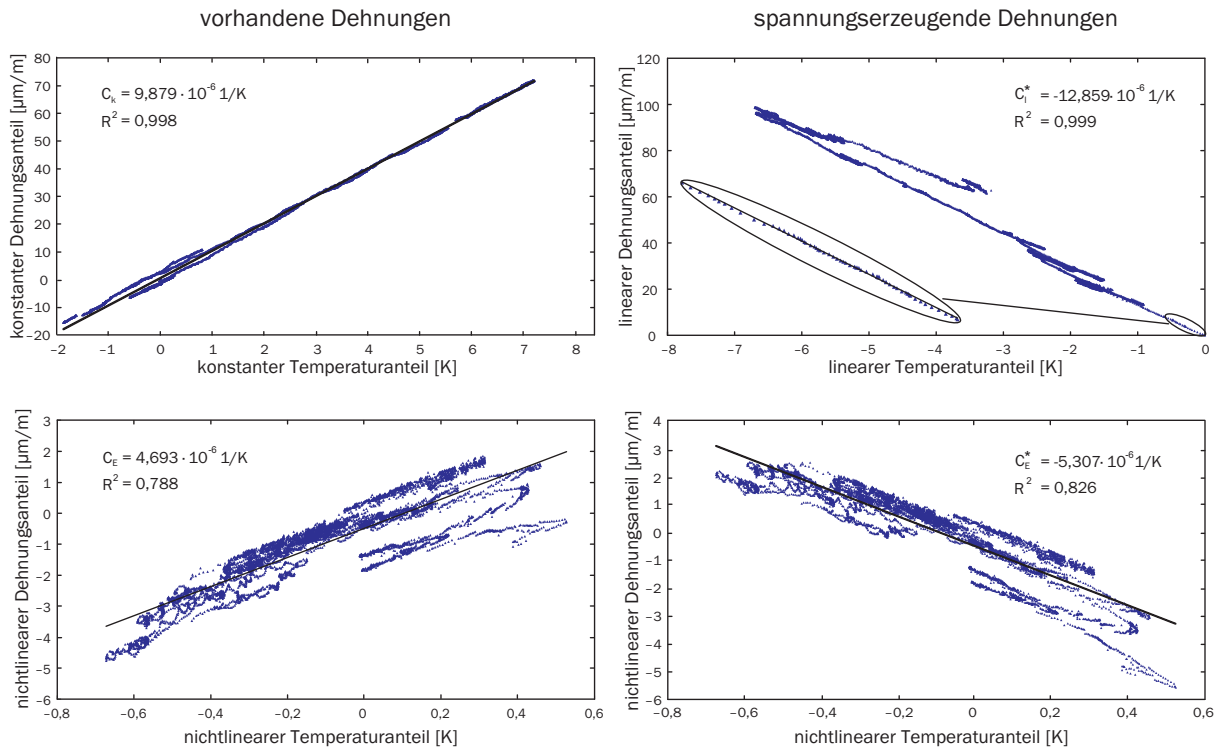 vorhandene Dehnungen
spannungserzeugende Dehnungen
konstanter Dehnungsanteil [µm/m]
80
70
60
50
40
30
20
10
0
–10
–20
C_k = 9,879 · 10^-6 1/K
R^2 = 0,998
–2 –1 0 1 2 3 4 5 6 7 8
konstanter Temperaturanteil [K]
linearer Dehnungsanteil [µm/m]
120
100
80
60
40
20
0
C_l^* = -12,859· 10^-6 1/K
R^2 = 0,999
–8 –7 –6 –5 –4 –3 –2 –1 0
linearer Temperaturanteil [K]
nichtlinearer Dehnungsanteil [µm/m]
3
2
1
0
–1
–2
–3
–4
–5
–6
C_E = 4,693 · 10^-6 1/K
R^2 = 0,788
–0,8 –0,6 –0,4 –0,2 0 0,2 0,4 0,6
nichtlinearer Temperaturanteil [K]
nichtlinearer Dehnungsanteil [µm/m]
4
3
2
1
0
–1
–2
–3
–4
–5
–6
C_E^* = -5,307· 10^-6 1/K
R^2 = 0,826
–0,8 –0,6 –0,4 –0,2 0 0,2 0,4 0,6
nichtlinearer Temperaturanteil [K]